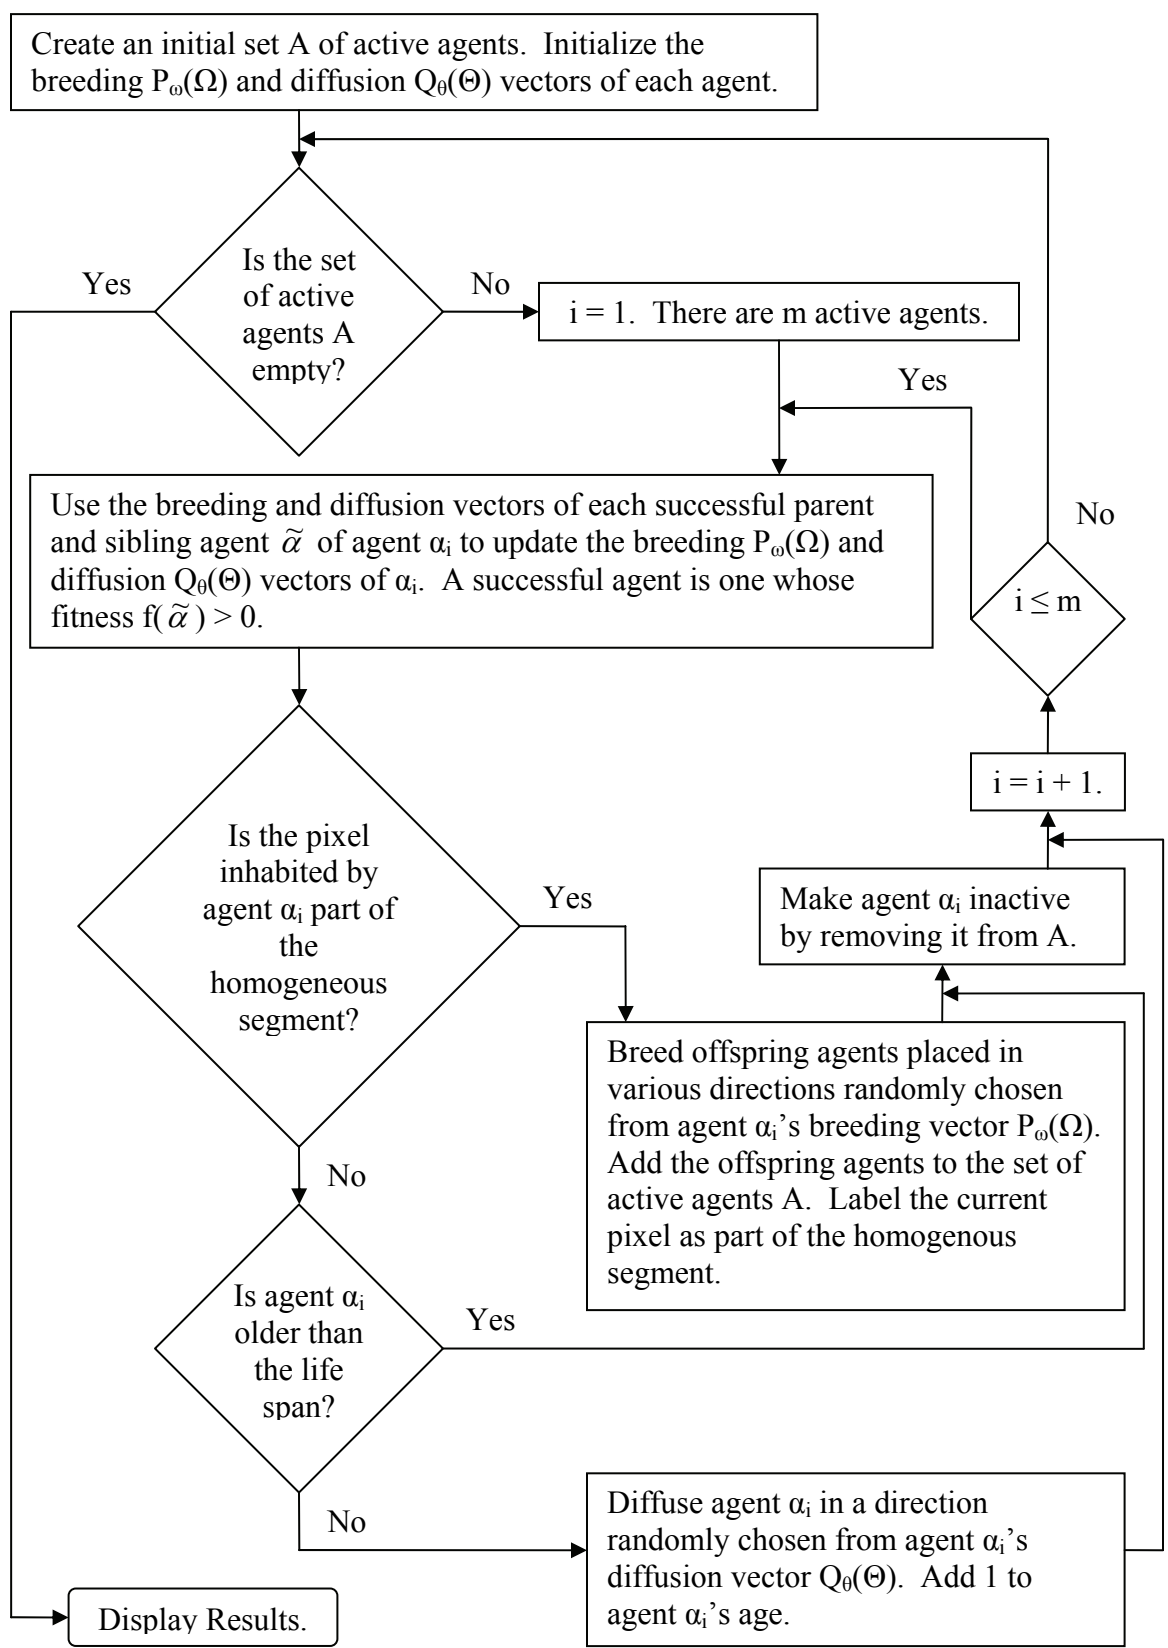 Create an initial set A of active agents.  Initialize the
breeding Pω(Ω) and diffusion Qθ(Θ) vectors of each agent.
Is the set
of active
agents A
empty?
Yes
No
i = 1.  There are m active agents.
Yes
Use the breeding and diffusion vectors of each successful parent
and sibling agent α̃ of agent αi to update the breeding Pω(Ω) and
diffusion Qθ(Θ) vectors of αi.  A successful agent is one whose
fitness f(α̃) > 0.
No
i ≤ m
i = i + 1.
Is the pixel
inhabited by
agent αi part of
the
homogeneous
segment?
Yes
Make agent αi inactive
by removing it from A.
Breed offspring agents placed in
various directions randomly chosen
from agent αi’s breeding vector Pω(Ω).
Add the offspring agents to the set of
active agents A.  Label the current
pixel as part of the homogenous
segment.
No
Is agent αi
older than
the life
span?
Yes
No
Diffuse agent αi in a direction
randomly chosen from agent αi’s
diffusion vector Qθ(Θ).  Add 1 to
agent αi’s age.
Display Results.